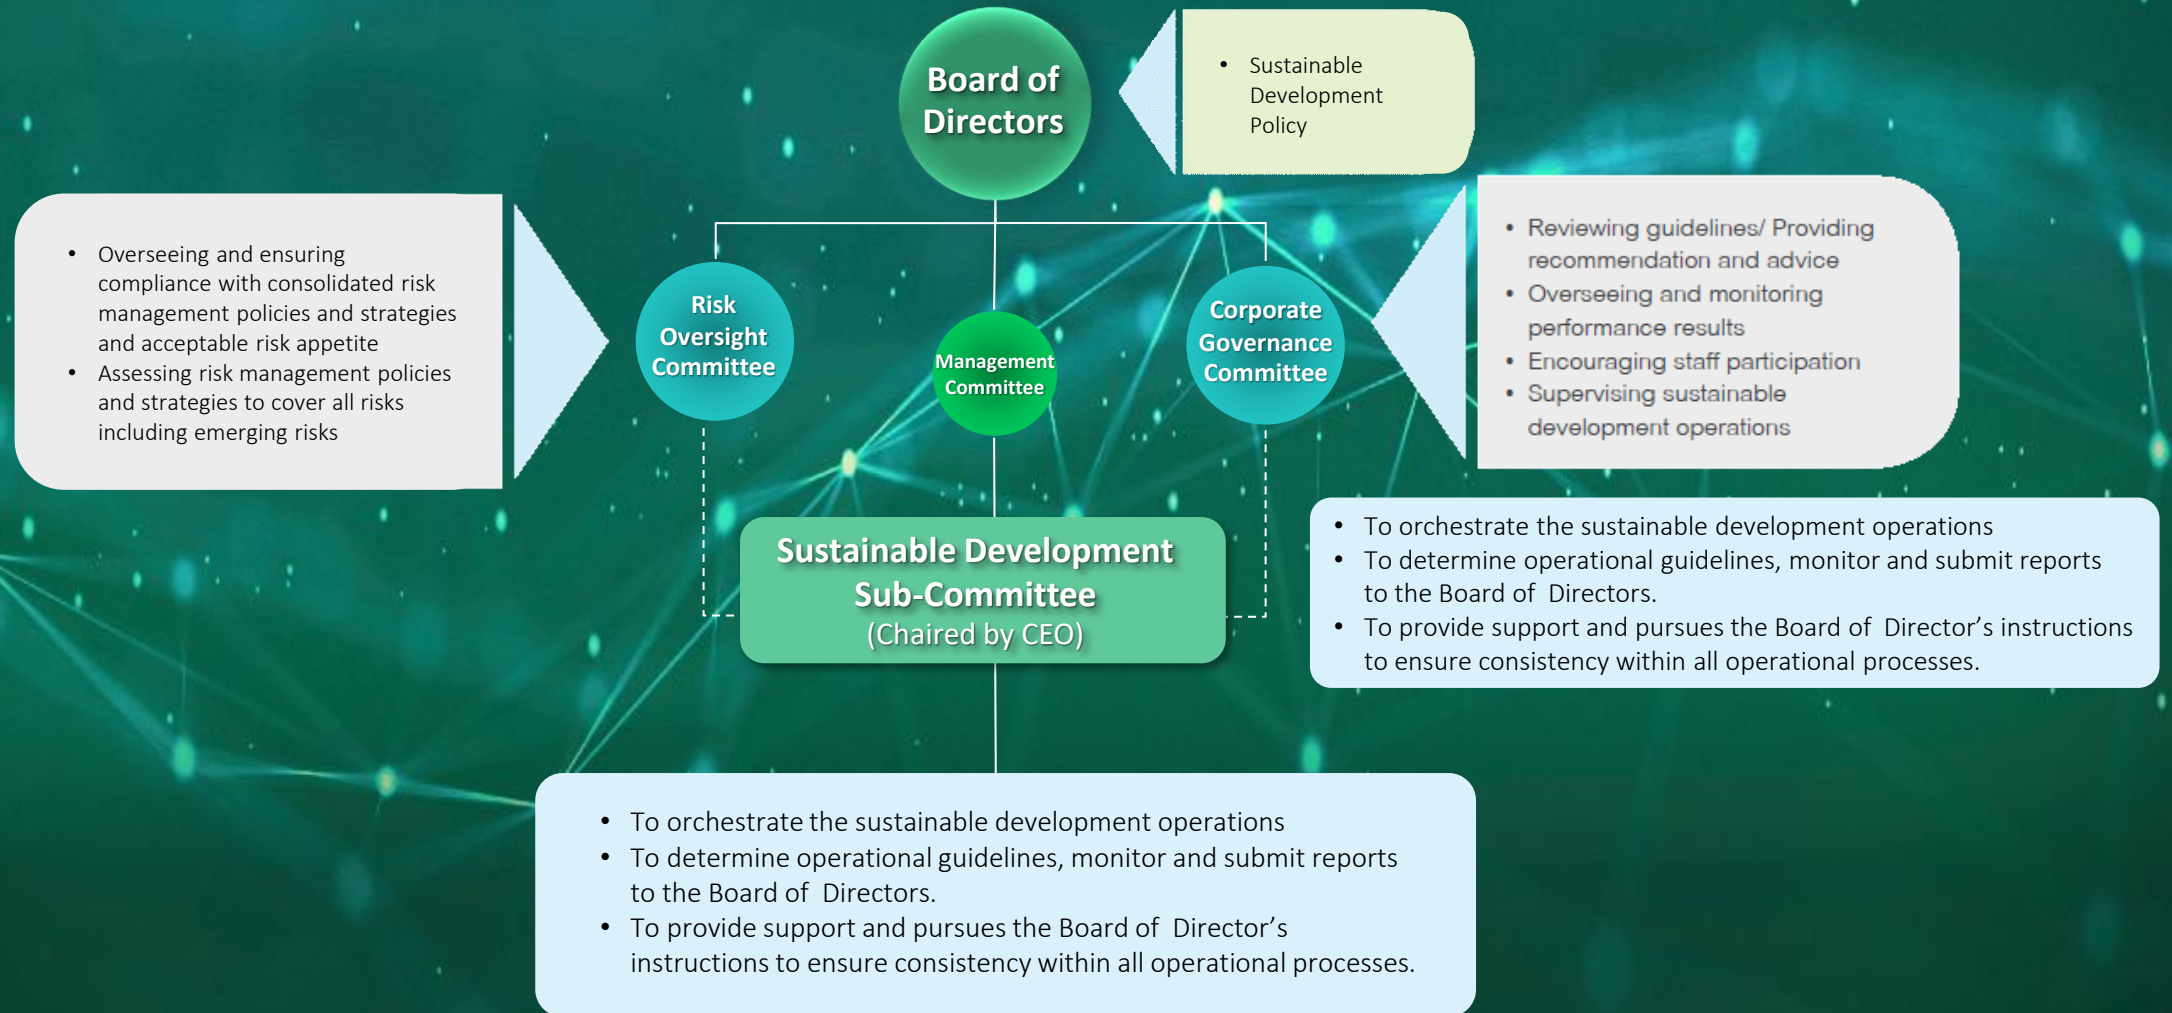 Board of
Directors
• Sustainable
Development
Policy
• Overseeing and ensuring
compliance with consolidated risk
management policies and strategies
and acceptable risk appetite
• Assessing risk management policies
and strategies to cover all risks
including emerging risks
Risk
Oversight
Committee
Management
Committee
Corporate
Governance
Committee
• Reviewing guidelines/ Providing
recommendation and advice
• Overseeing and monitoring
performance results
• Encouraging staff participation
• Supervising sustainable
development operations
Sustainable Development
Sub-Committee
(Chaired by CEO)
• To orchestrate the sustainable development operations
• To determine operational guidelines, monitor and submit reports
to the Board of Directors.
• To provide support and pursues the Board of Director’s instructions
to ensure consistency within all operational processes.
• To orchestrate the sustainable development operations
• To determine operational guidelines, monitor and submit reports
to the Board of Directors.
• To provide support and pursues the Board of Director’s
instructions to ensure consistency within all operational processes.